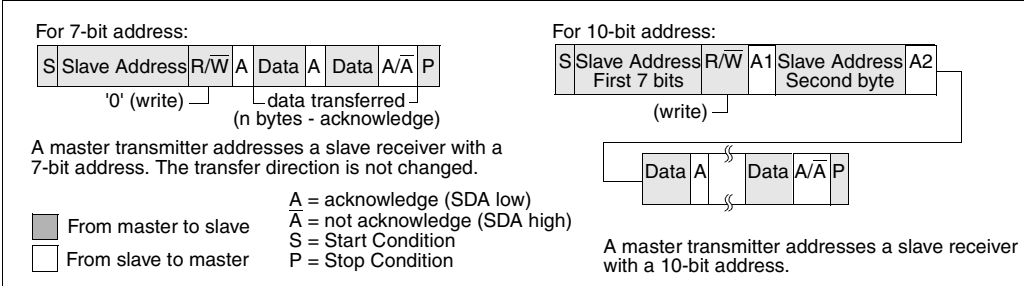 For 7-bit address:
S Slave Address R/W̅ A Data A Data A/A̅ P
'0' (write)
data transferred
(n bytes - acknowledge)
A master transmitter addresses a slave receiver with a
7-bit address. The transfer direction is not changed.
From master to slave
From slave to master
A = acknowledge (SDA low)
A̅ = not acknowledge (SDA high)
S = Start Condition
P = Stop Condition
For 10-bit address:
S Slave Address First 7 bits R/W̅ A1 Slave Address Second byte A2
(write)
Data A Data A/A̅ P
A master transmitter addresses a slave receiver
with a 10-bit address.